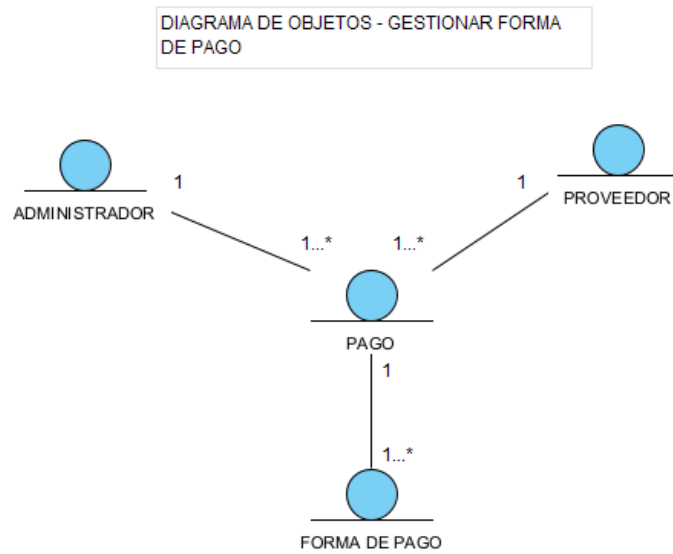 DIAGRAMA DE OBJETOS - GESTIONAR FORMA
DE PAGO
1
1
ADMINISTRADOR
PROVEEDOR
1...*
1...*
PAGO
1
1...*
FORMA DE PAGO